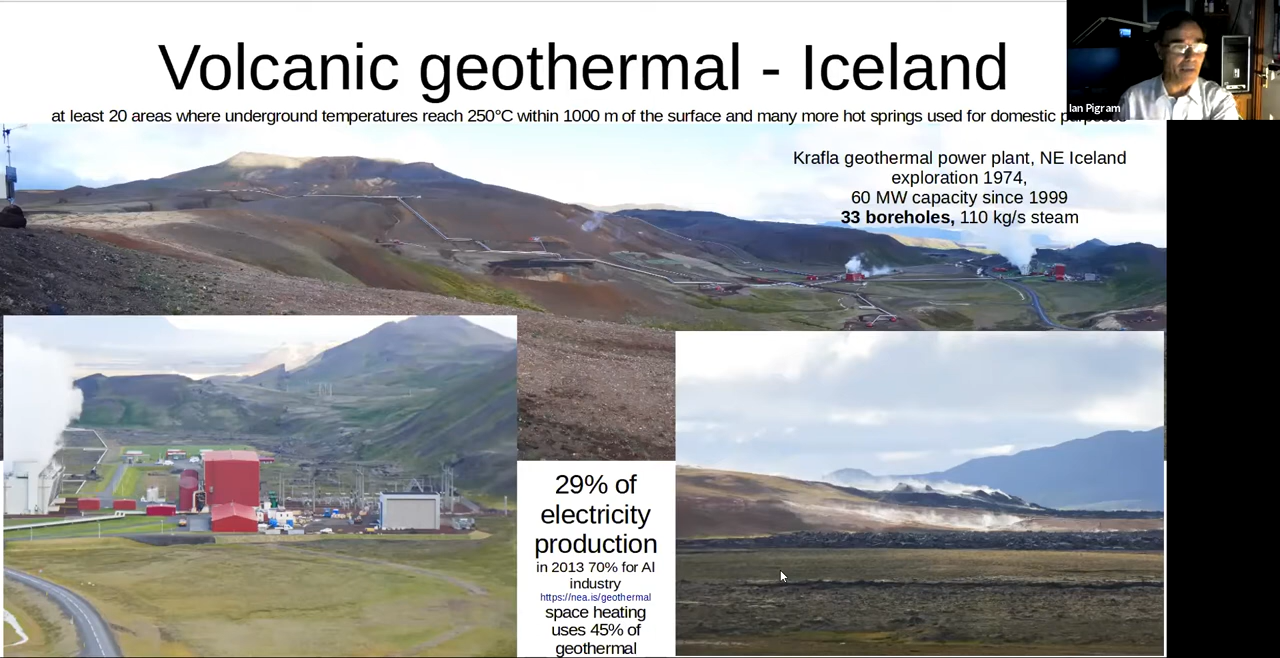 Volcanic geothermal - Iceland
at least 20 areas where underground temperatures reach 250°C within 1000 m of the surface and many more hot springs used for domestic purposes
Ian Pigram
Krafla geothermal power plant, NE Iceland
exploration 1974,
60 MW capacity since 1999
33 boreholes, 110 kg/s steam
29% of
electricity
production
in 2013 70% for Al
industry
https://nea.is/geothermal
space heating
uses 45% of
geothermal